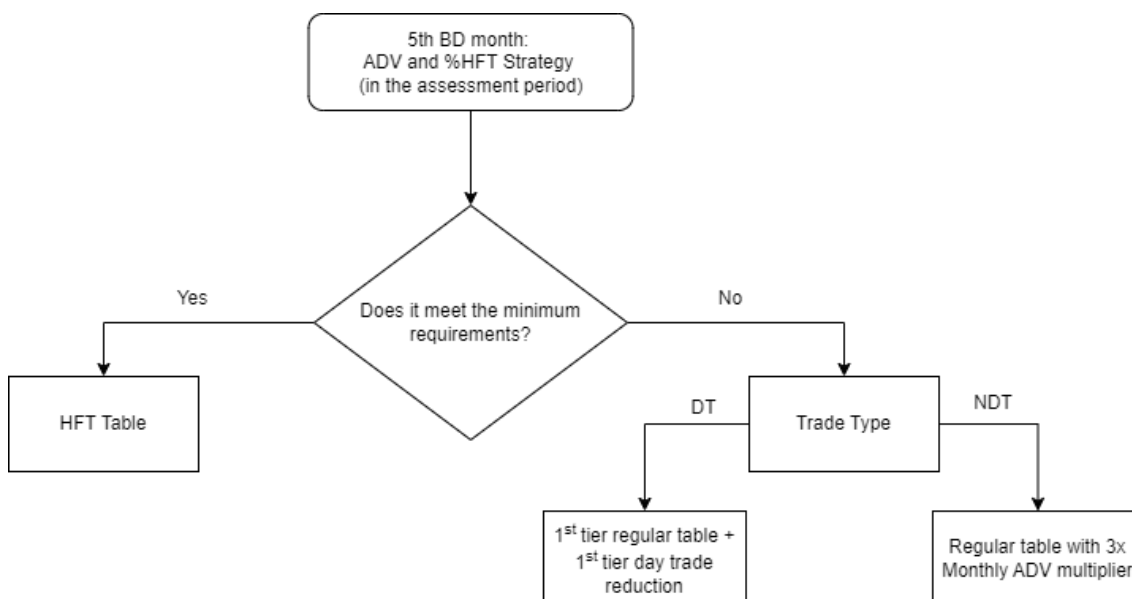 5th BD month:
ADV and %HFT Strategy
(in the assessment period)
Yes
No
Does it meet the minimum
requirements?
HFT Table
DT
Trade Type
NDT
1st tier regular table +
1st tier day trade
reduction
Regular table with 3x
Monthly ADV multiplier